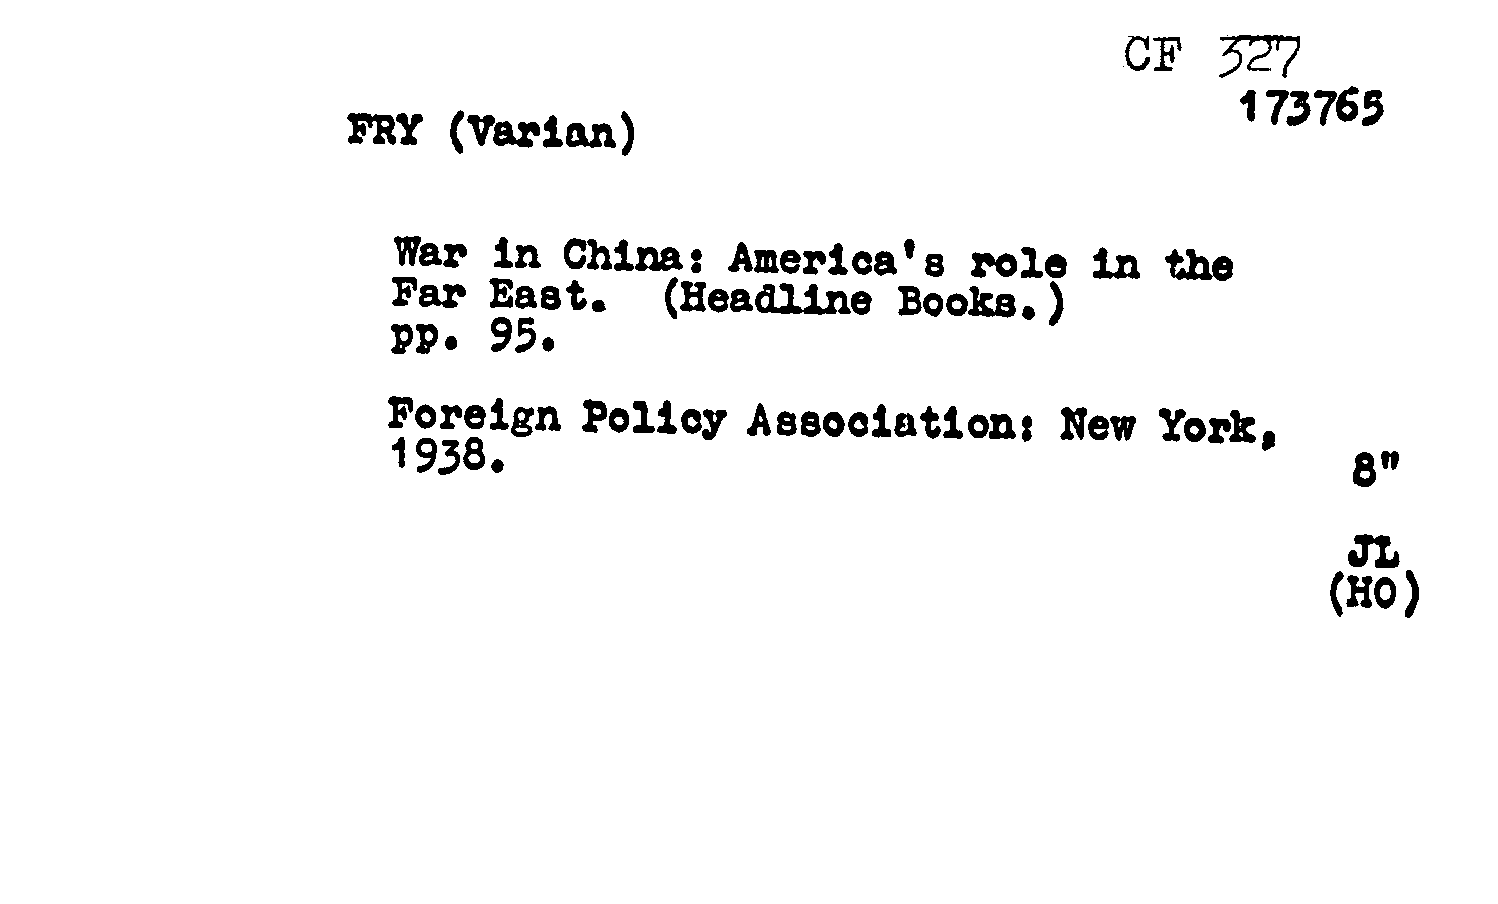 CF 327
173765
FRY (Varian)
War in China: America's role in the
Far East. (Headline Books.)
pp. 95.
Foreign Policy Association: New York,
1938.
8"
JL
(HO)